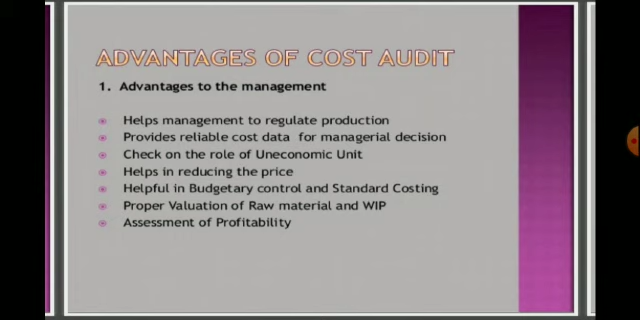 ADVANTAGES OF COST AUDIT
1. Advantages to the management
Helps management to regulate production
Provides reliable cost data for managerial decision
Check on the role of Uneconomic Unit
Helps in reducing the price
Helpful in Budgetary control and Standard Costing
Proper Valuation of Raw material and WIP
Assessment of Profitability